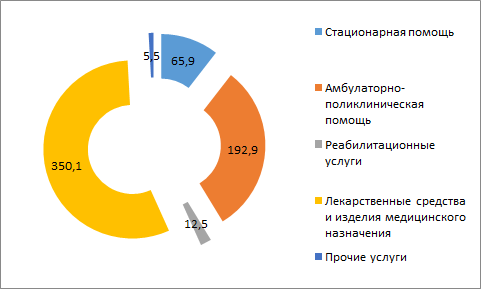 5,5
65,9
192,9
12,5
350,1
Стационарная помощь
Амбулаторно-
поликлиническая
помощь
Реабилитационные
услуги
Лекарственные средства
и изделия медицинского
назначения
Прочие услуги